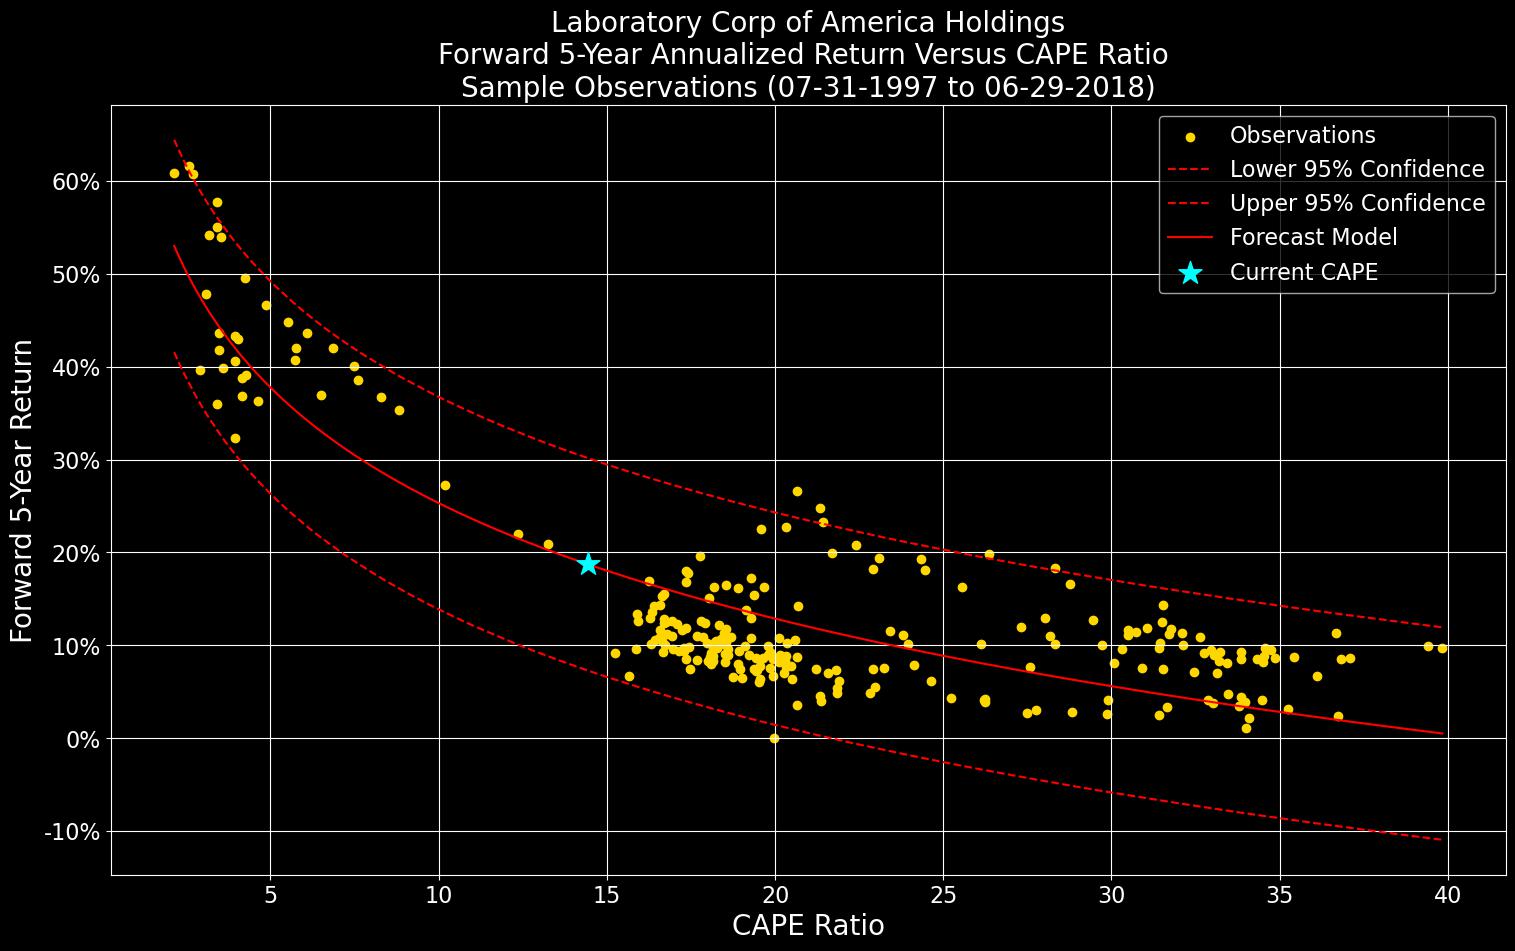 Laboratory Corp of America Holdings
Forward 5-Year Annualized Return Versus CAPE Ratio
Sample Observations (07-31-1997 to 06-29-2018)
Observations
Lower 95% Confidence
Upper 95% Confidence
Forecast Model
Current CAPE
Forward 5-Year Return
60%
50%
40%
30%
20%
10%
0%
-10%
5 10 15 20 25 30 35 40
CAPE Ratio